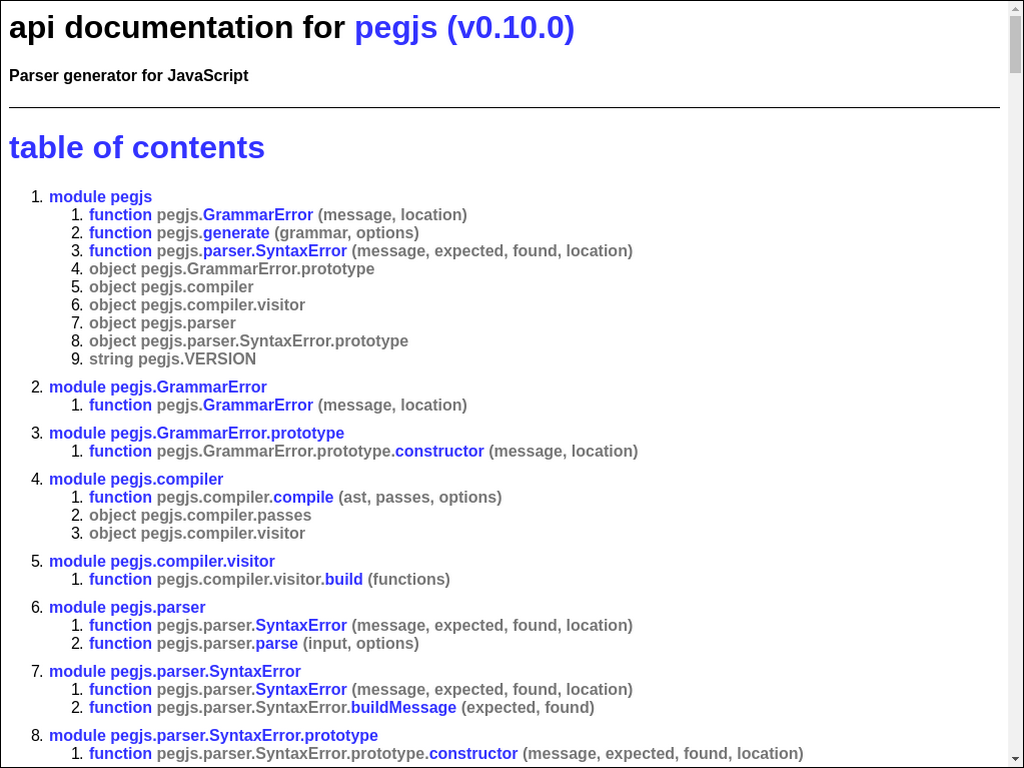 api documentation for pegjs (v0.10.0)
Parser generator for JavaScript
table of contents
1. module pegjs
1. function pegjs.GrammarError (message, location)
2. function pegjs.generate (grammar, options)
3. function pegjs.parser.SyntaxError (message, expected, found, location)
4. object pegjs.GrammarError.prototype
5. object pegjs.compiler
6. object pegjs.compiler.visitor
7. object pegjs.parser
8. object pegjs.parser.SyntaxError.prototype
9. string pegjs.VERSION
2. module pegjs.GrammarError
1. function pegjs.GrammarError (message, location)
3. module pegjs.GrammarError.prototype
1. function pegjs.GrammarError.prototype.constructor (message, location)
4. module pegjs.compiler
1. function pegjs.compiler.compile (ast, passes, options)
2. object pegjs.compiler.passes
3. object pegjs.compiler.visitor
5. module pegjs.compiler.visitor
1. function pegjs.compiler.visitor.build (functions)
6. module pegjs.parser
1. function pegjs.parser.SyntaxError (message, expected, found, location)
2. function pegjs.parser.parse (input, options)
7. module pegjs.parser.SyntaxError
1. function pegjs.parser.SyntaxError (message, expected, found, location)
2. function pegjs.parser.SyntaxError.buildMessage (expected, found)
8. module pegjs.parser.SyntaxError.prototype
1. function pegjs.parser.SyntaxError.prototype.constructor (message, expected, found, location)